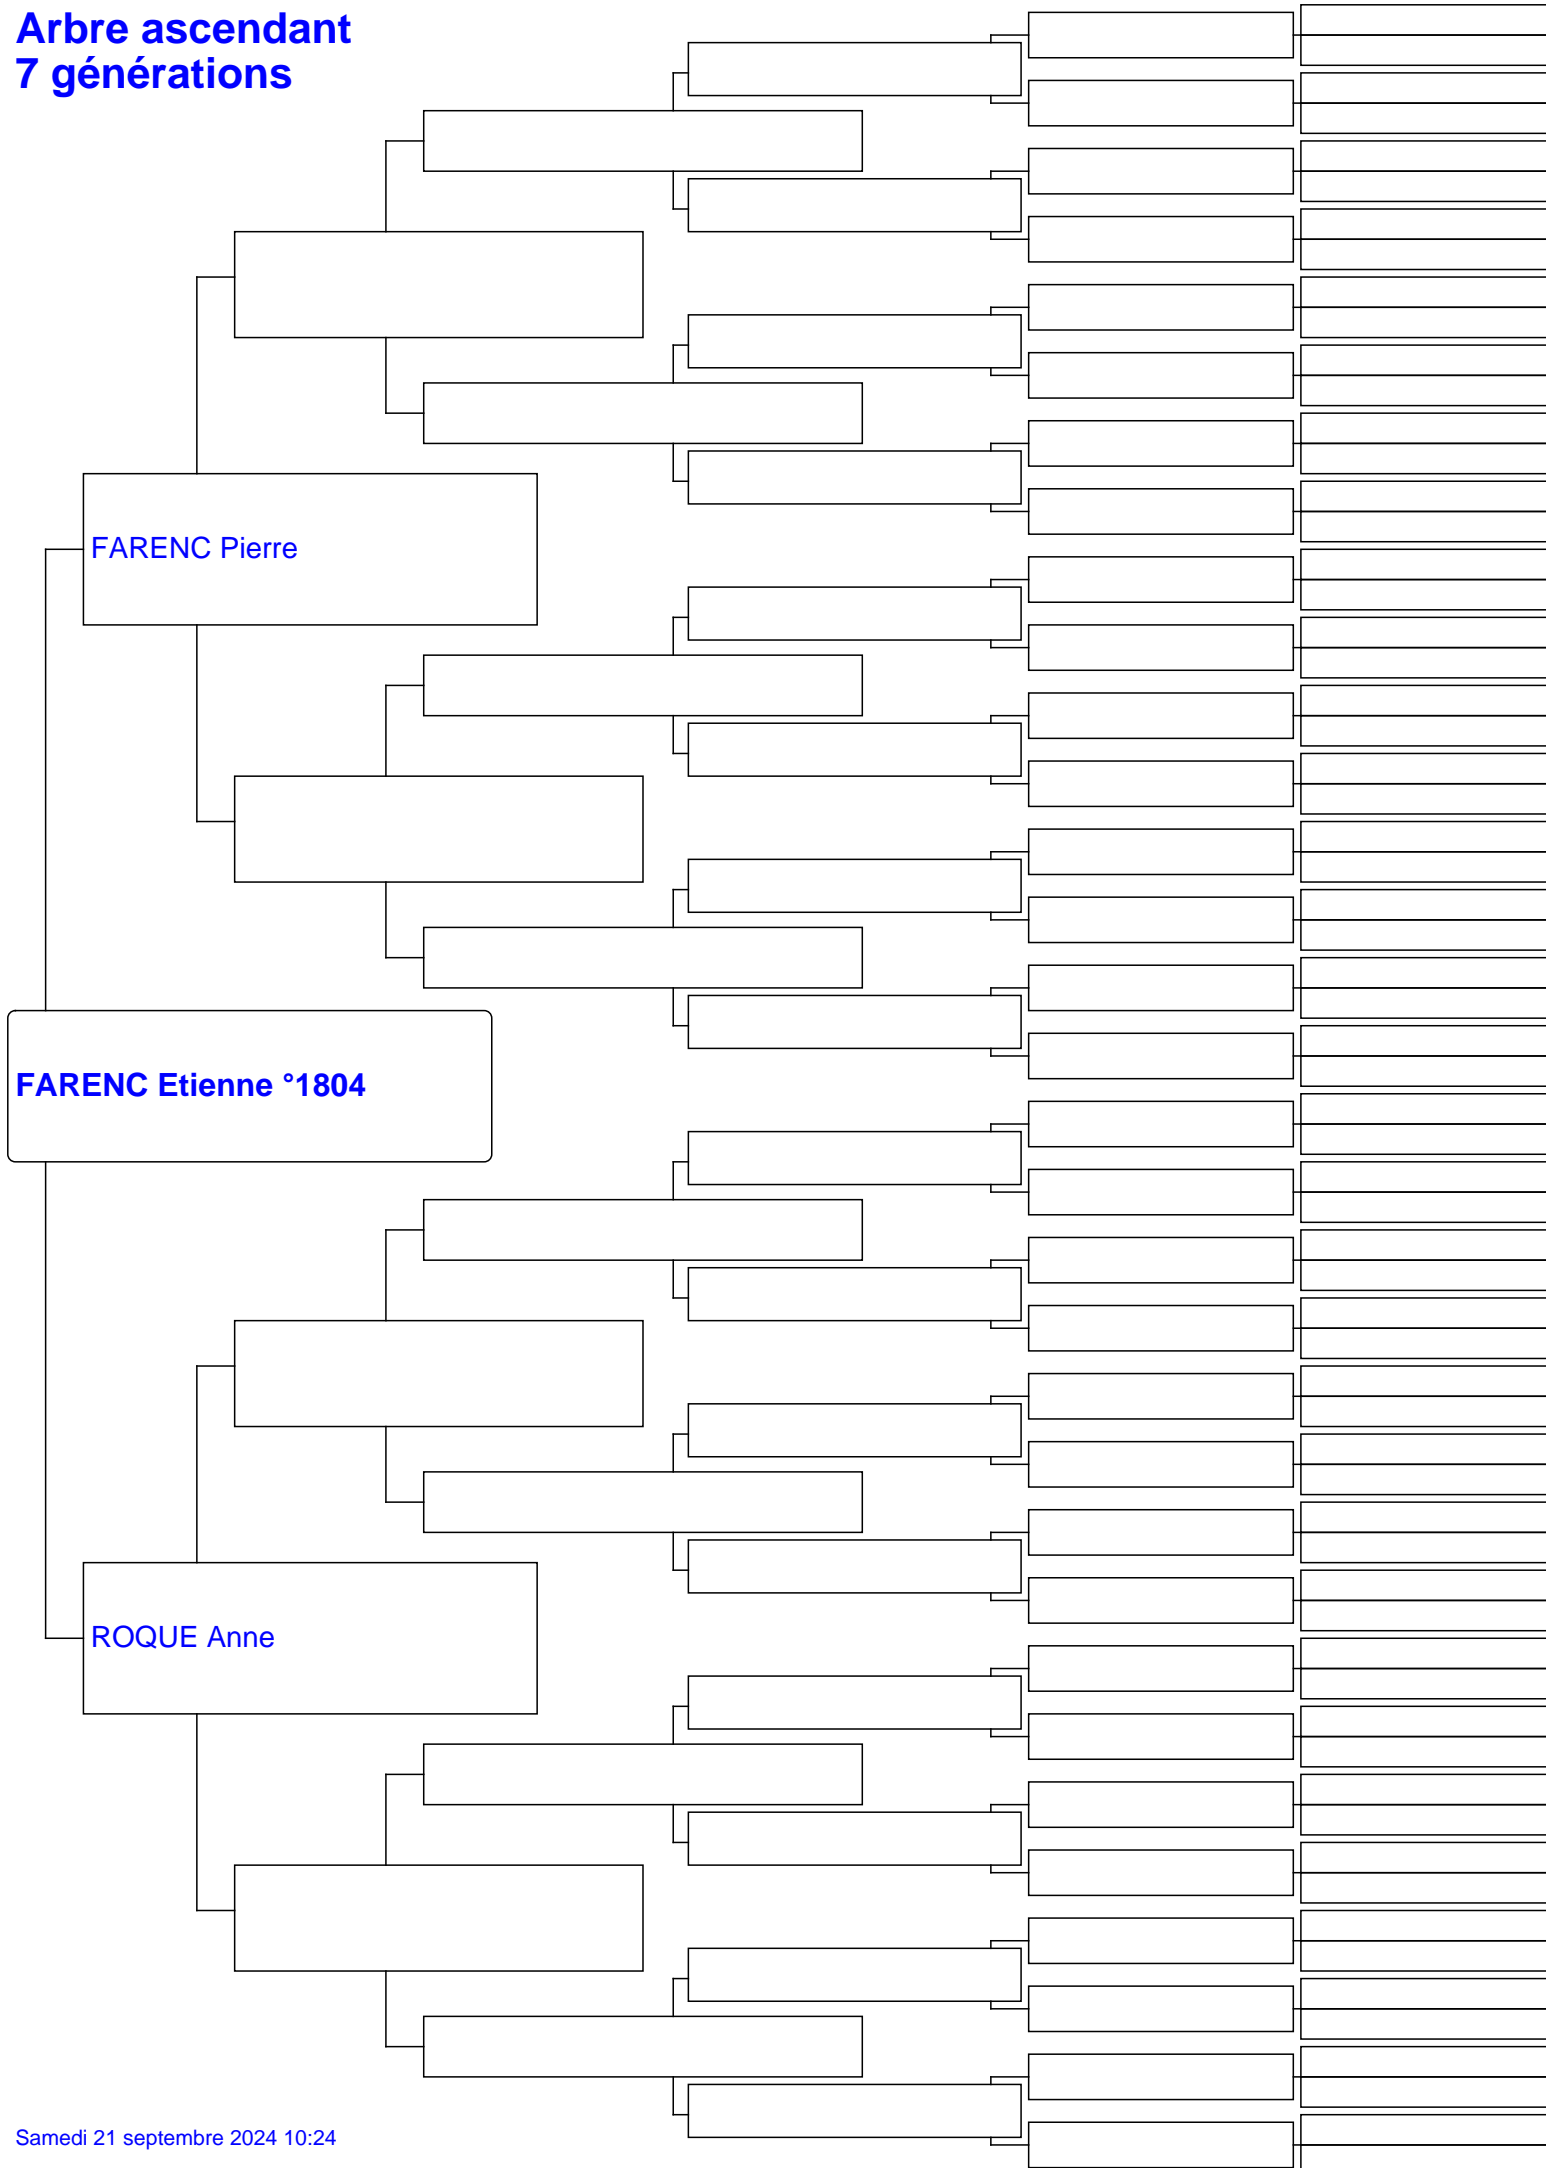 Arbre ascendant
7 générations
FARENC Pierre
FARENC Etienne °1804
ROQUE Anne
Samedi 21 septembre 2024 10:24